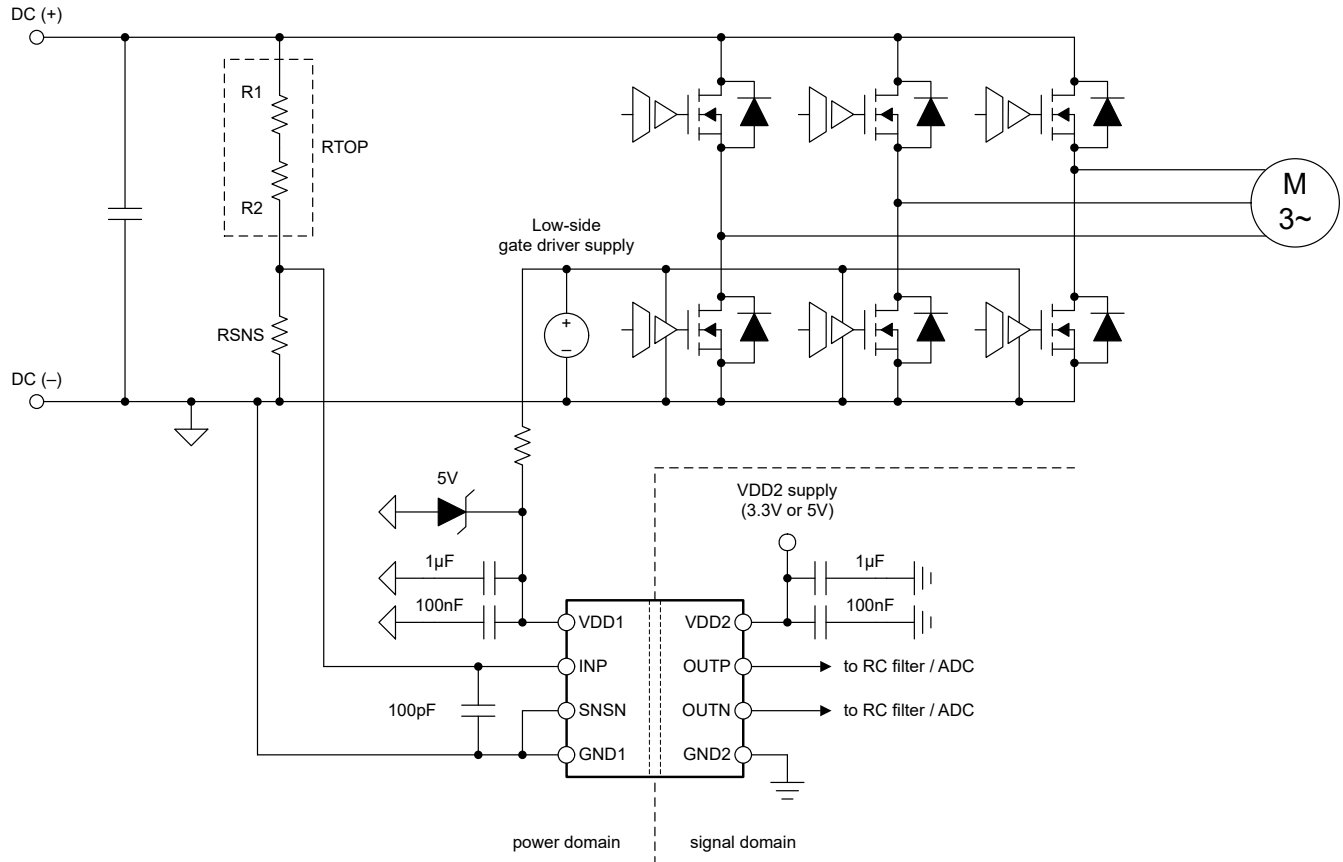 DC (+)
R1
RTOP
R2
M
3~
Low-side
gate driver supply
+
–
RSNS
DC (–)
5V
VDD2 supply
(3.3V or 5V)
1µF
1µF
100nF
100nF
VDD1
VDD2
INP
OUTP
to RC filter / ADC
100pF
SNSN
OUTN
to RC filter / ADC
GND1
GND2
power domain
signal domain